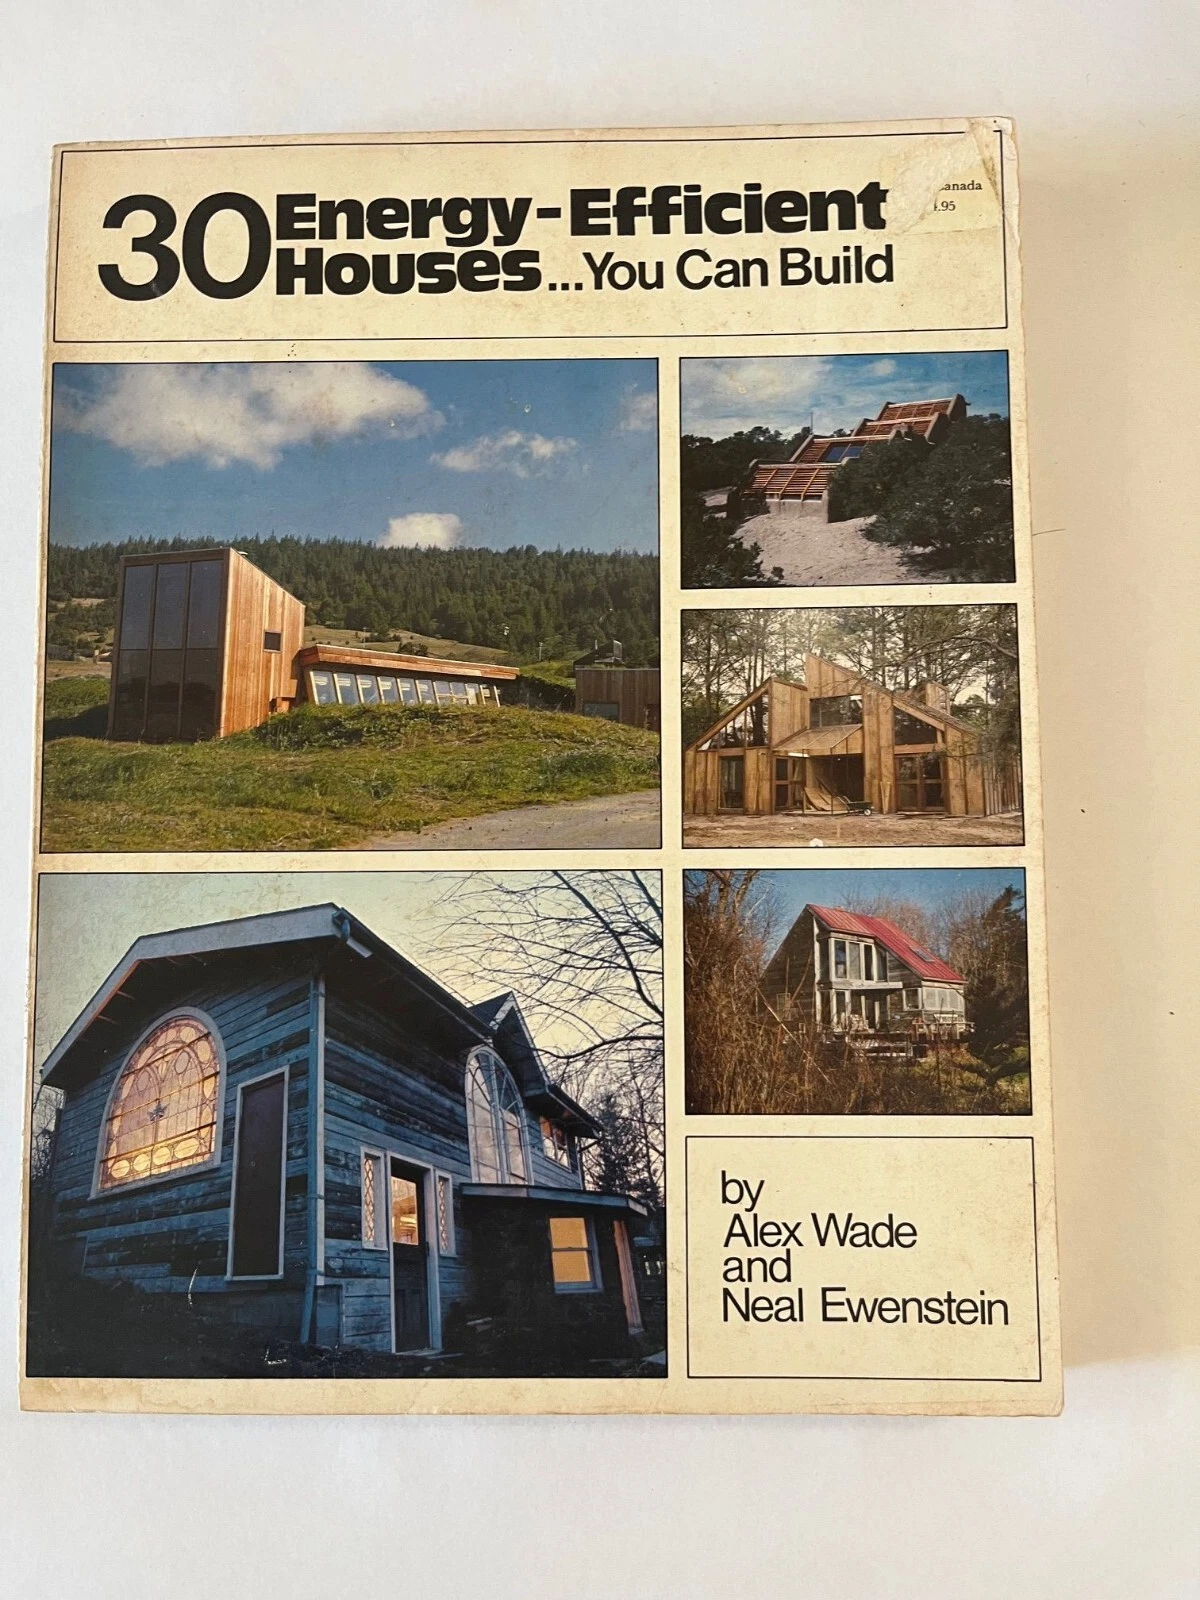 30 Energy-Efficient
Houses...You Can Build
by
Alex Wade
and
Neal Ewenstein